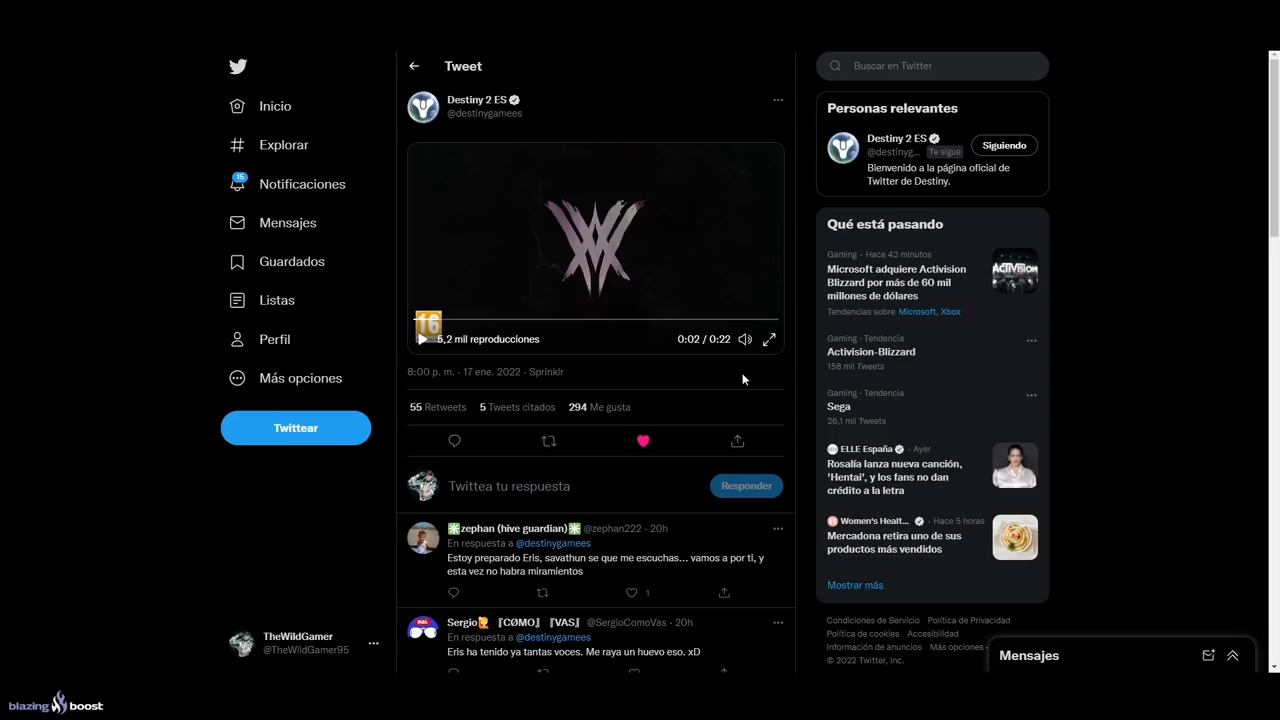 Tweet
Buscar en Twitter
Destiny 2 ES
@destinygamees
Inicio
Explorar
15
Notificaciones
Mensajes
Guardados
Listas
Perfil
Más opciones
Twittear
16
5,2 mil reproducciones
0:02 / 0:22
8:00 p. m. · 17 ene. 2022 · Sprinklr
55 Retweets 5 Tweets citados 294 Me gusta
Twittea tu respuesta
Responder
zephan (hive guardian) @zephan222 · 20h
En respuesta a @destinygamees
Estoy preparado Eris, savathun se que me escuchas... vamos a por ti, y
esta vez no habra miramientos
1
Sergio 『CØMO』 『VAS』 @SergioComoVas · 20h
En respuesta a @destinygamees
Eris ha tenido ya tantas voces. Me raya un huevo eso. xD
Personas relevantes
Destiny 2 ES
@destinyg... Te sigue
Siguiendo
Bienvenido a la página oficial de
Twitter de Destiny.
Qué está pasando
Gaming · Hace 43 minutos
Microsoft adquiere Activision
Blizzard por más de 60 mil
millones de dólares
ACTIVISION
Tendencias sobre Microsoft, Xbox
Gaming · Tendencia
Activision-Blizzard
158 mil Tweets
Gaming · Tendencia
Sega
26,1 mil Tweets
ELLE España · Ayer
Rosalía lanza nueva canción,
'Hentai', y los fans no dan
crédito a la letra
Women's Healt... · Hace 5 horas
Mercadona retira uno de sus
productos más vendidos
Mostrar más
Condiciones de Servicio Política de Privacidad
Política de cookies Accesibilidad
Información de anuncios Más opciones
© 2022 Twitter, Inc.
Mensajes
TheWildGamer
@TheWildGamer95
blazing boost